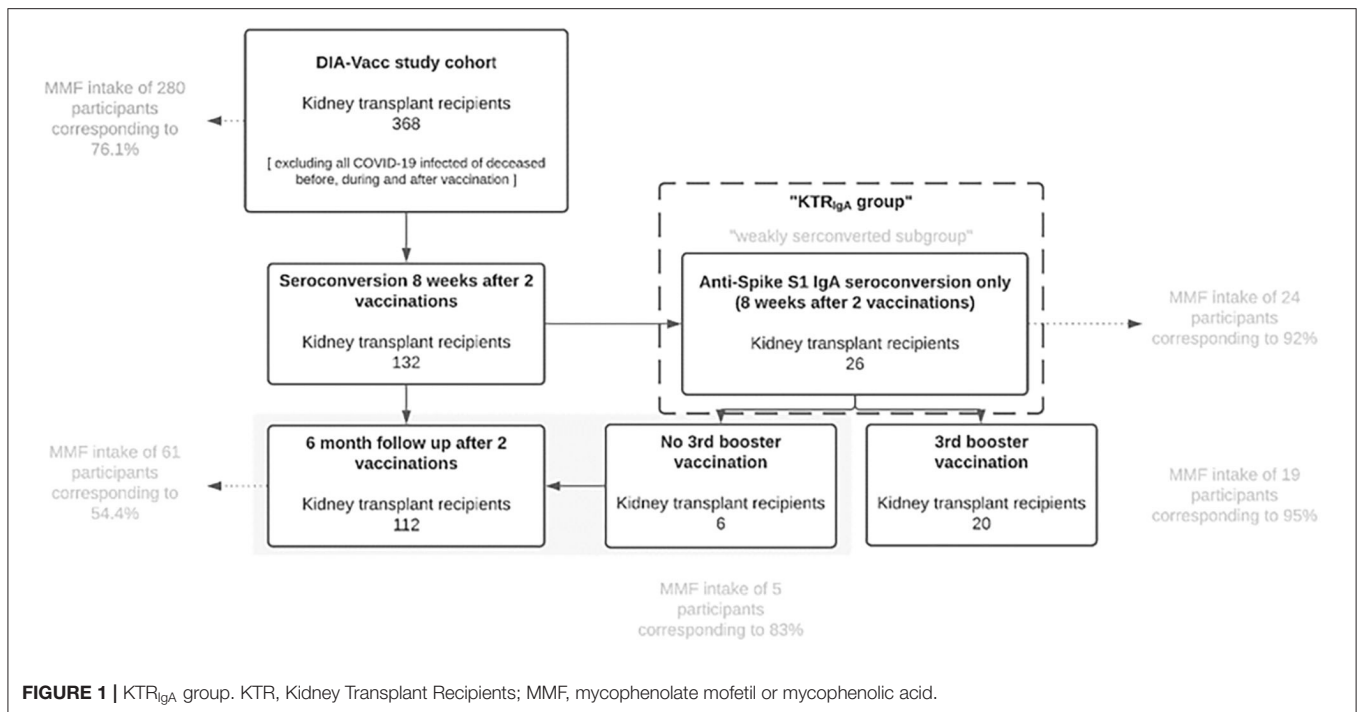 DIA-Vacc study cohort
Kidney transplant recipients
368
[ excluding all COVID-19 infected of deceased
before, during and after vaccination ]
MMF intake of 280
participants
corresponding to
76.1%
"KTRIgA group"
"weakly serconverted subgroup"
Seroconversion 8 weeks after 2
vaccinations
Kidney transplant recipients
132
Anti-Spike S1 IgA seroconversion only
(8 weeks after 2 vaccinations)
Kidney transplant recipients
26
MMF intake of 24
participants
corresponding to 92%
MMF intake of 61
participants
corresponding to
54.4%
6 month follow up after 2
vaccinations
Kidney transplant recipients
112
No 3rd booster
vaccination
Kidney transplant recipients
6
3rd booster
vaccination
Kidney transplant recipients
20
MMF intake of 19
participants
corresponding to 95%
MMF intake of 5
participants
corresponding to 83%
FIGURE 1 | KTRIgA group. KTR, Kidney Transplant Recipients; MMF, mycophenolate mofetil or mycophenolic acid.